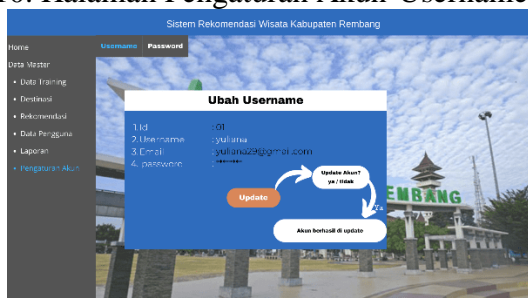 Sistem Rekomendasi Wisata Kabupaten Rembang
Home
Username Password
Data Master
• Data Training
• Destinasi
• Rekomendasi
• Data Pengguna
• Laporan
• Pengaturan Akun
Ubah Username
1. Id : 01
2. Username : yuliana
3. Email : yuliana29@gmai.com
4. password : *******
Update Akun?
ya / tidak
Update
Ya
Akun berhasil di update
EMBANG